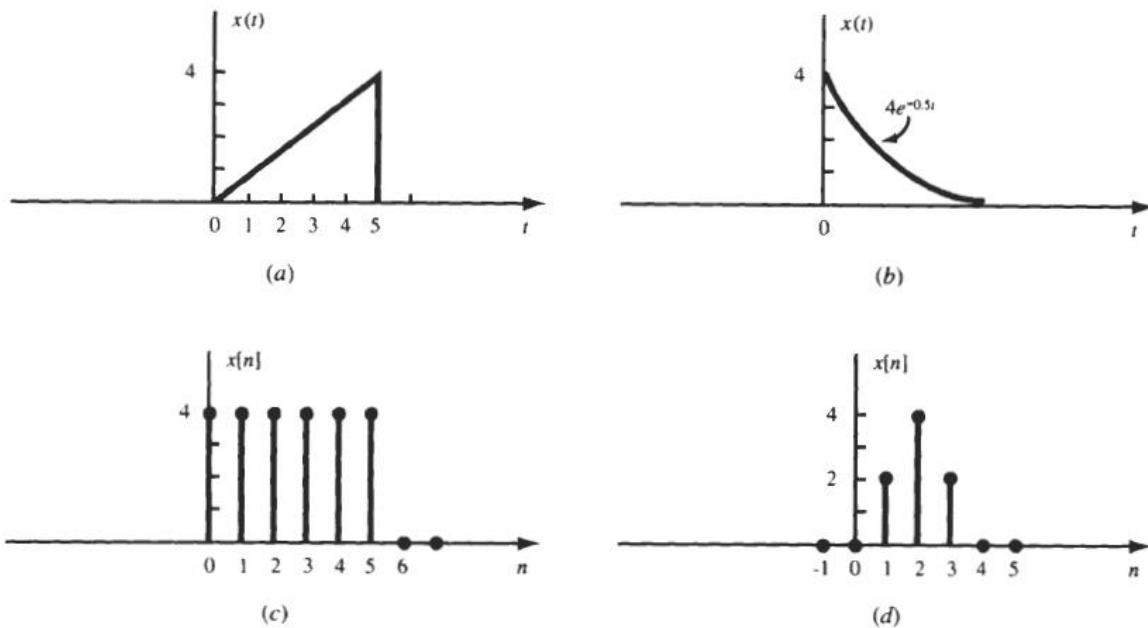 x(t)
4
0 1 2 3 4 5 t
(a)
x(t)
4
4e^{-0.5t}
0 t
(b)
x[n]
4
0 1 2 3 4 5 6 n
(c)
x[n]
4
2
-1 0 1 2 3 4 5 n
(d)